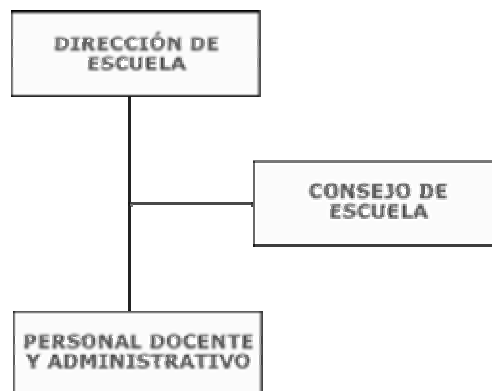 DIRECCIÓN DE
ESCUELA
CONSEJO DE
ESCUELA
PERSONAL DOCENTE
Y ADMINISTRATIVO